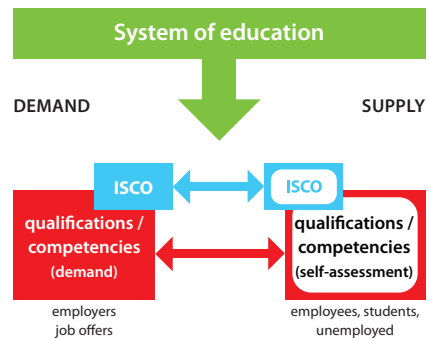 System of education
DEMAND
SUPPLY
ISCO
ISCO
qualifications /
competencies
(demand)
qualifications /
competencies
(self-assessment)
employers
job offers
employees, students,
unemployed